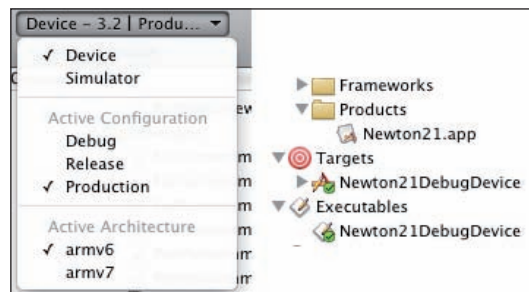 Device – 3.2 | Produ...
Device
Simulator
Active Configuration
Debug
Release
Production
Active Architecture
armv6
armv7
Frameworks
Products
Newton21.app
Targets
Newton21DebugDevice
Executables
Newton21DebugDevice